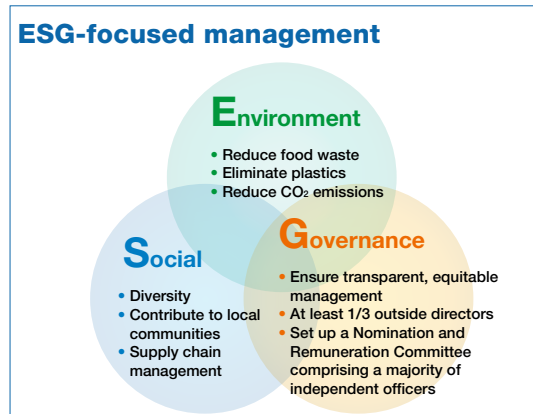 ESG-focused management
Environment
• Reduce food waste
• Eliminate plastics
• Reduce CO₂ emissions
Social
• Diversity
• Contribute to local
communities
• Supply chain
management
Governance
• Ensure transparent, equitable
management
• At least 1/3 outside directors
• Set up a Nomination and
Remuneration Committee
comprising a majority of
independent officers